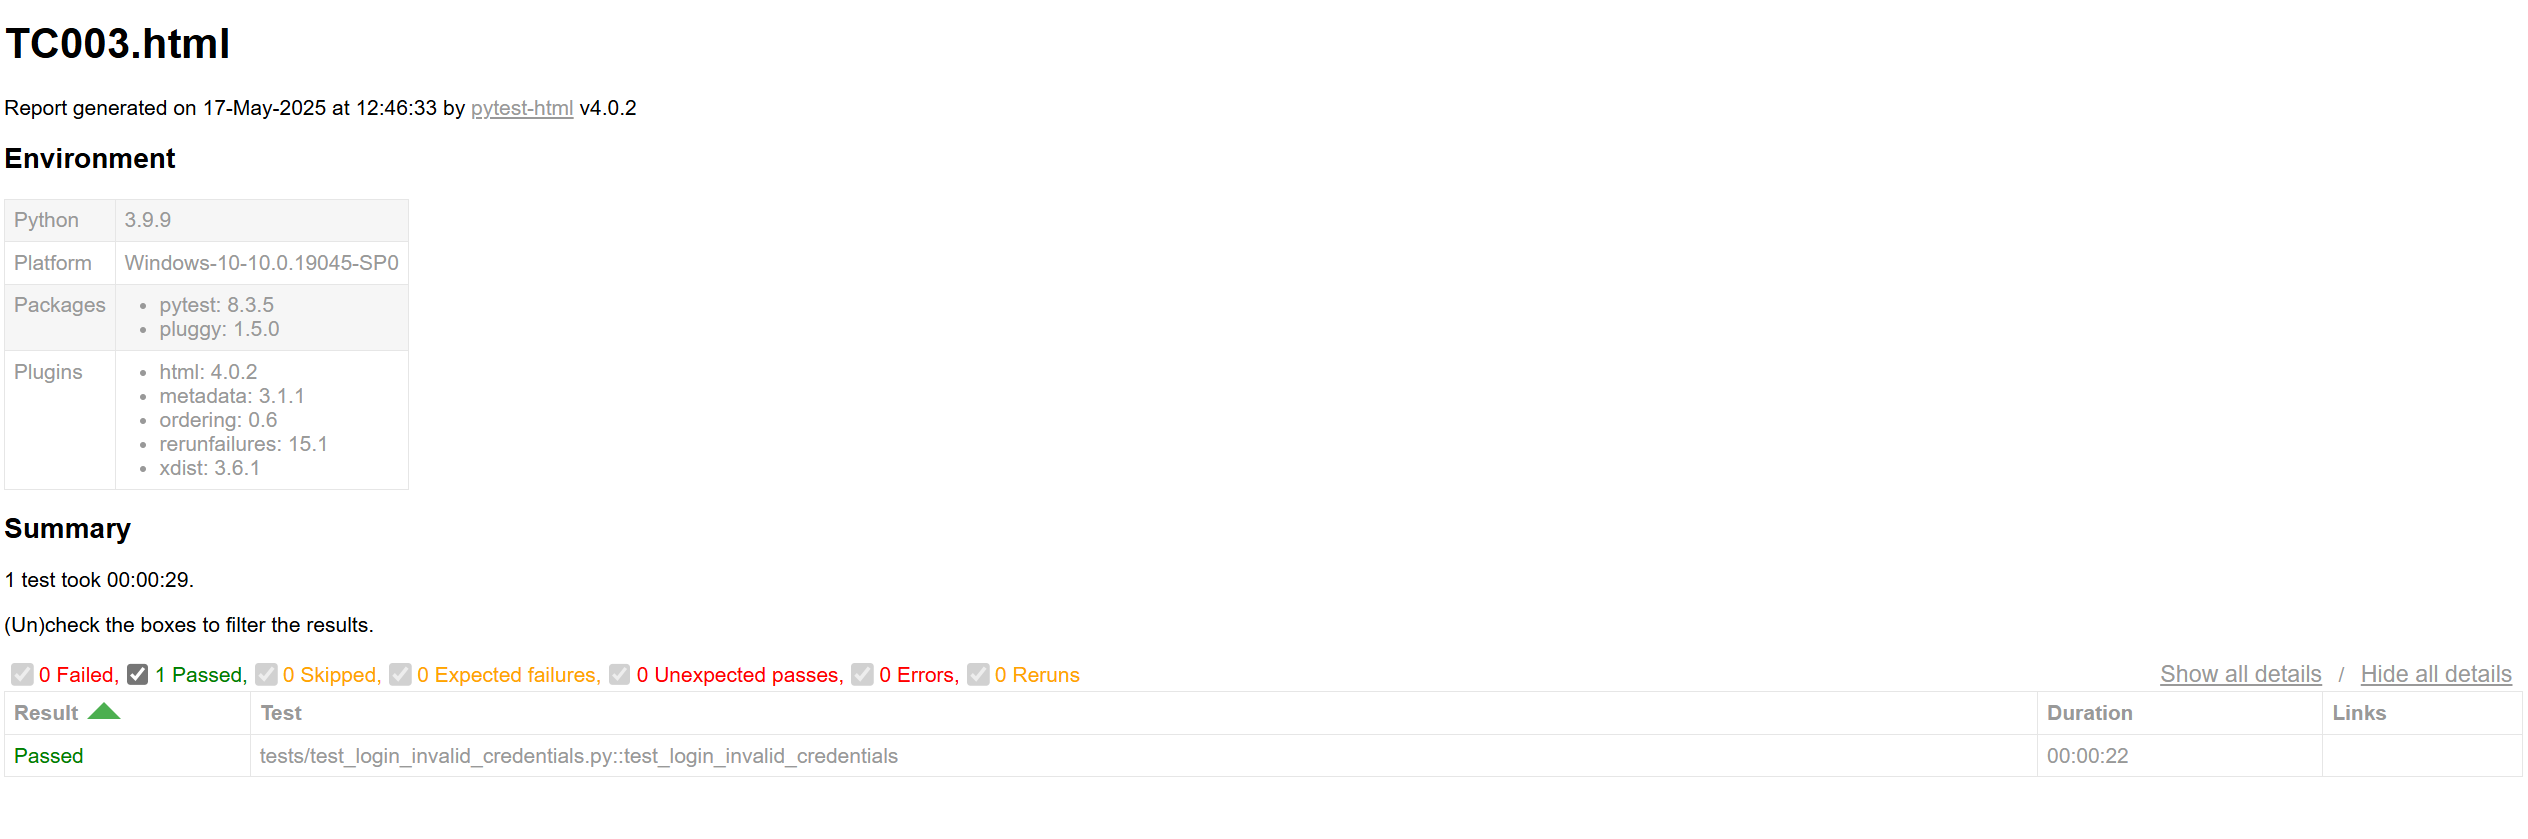 TC003.html
Report generated on 17-May-2025 at 12:46:33 by pytest-html v4.0.2
Environment
Python 3.9.9
Platform Windows-10-10.0.19045-SP0
Packages
• pytest: 8.3.5
• pluggy: 1.5.0
Plugins
• html: 4.0.2
• metadata: 3.1.1
• ordering: 0.6
• rerunfailures: 15.1
• xdist: 3.6.1
Summary
1 test took 00:00:29.
(Un)check the boxes to filter the results.
0 Failed, 1 Passed, 0 Skipped, 0 Expected failures, 0 Unexpected passes, 0 Errors, 0 Reruns Show all details / Hide all details
Result Test Duration Links
Passed tests/test_login_invalid_credentials.py::test_login_invalid_credentials 00:00:22